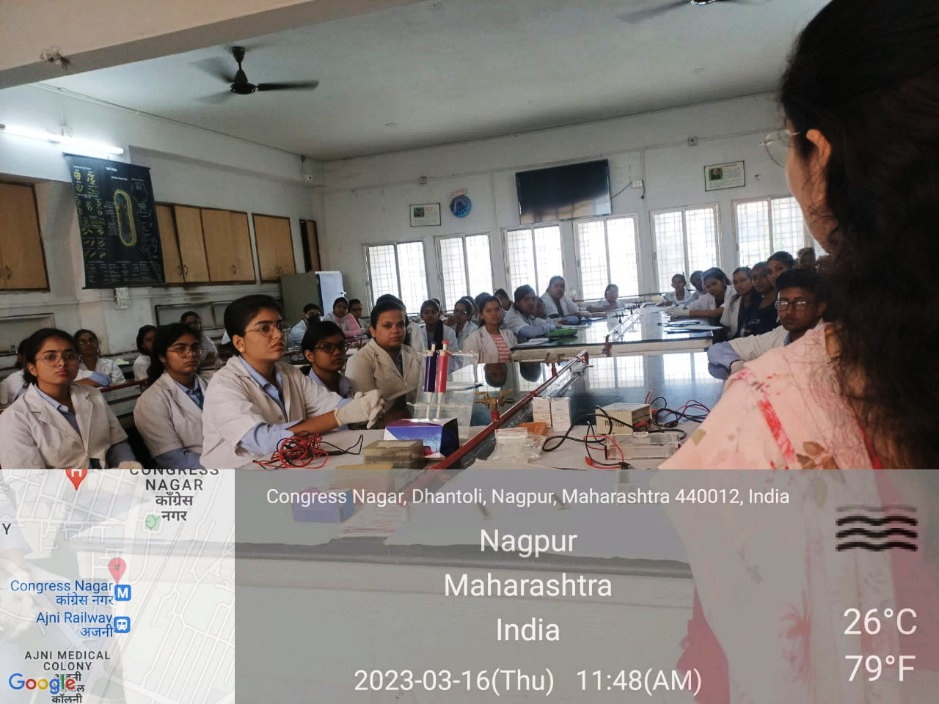 CONGRESS
NAGAR
काँग्रेस
नगर
Y
Congress Nagar
कांग्रेस नगर
M
Ajni Railway
अजनी
AJNI MEDICAL
COLONY
कॉलनी
Google
Congress Nagar, Dhantoli, Nagpur, Maharashtra 440012, India
Nagpur
Maharashtra
India
2023-03-16(Thu) 11:48(AM)
26°C
79°F